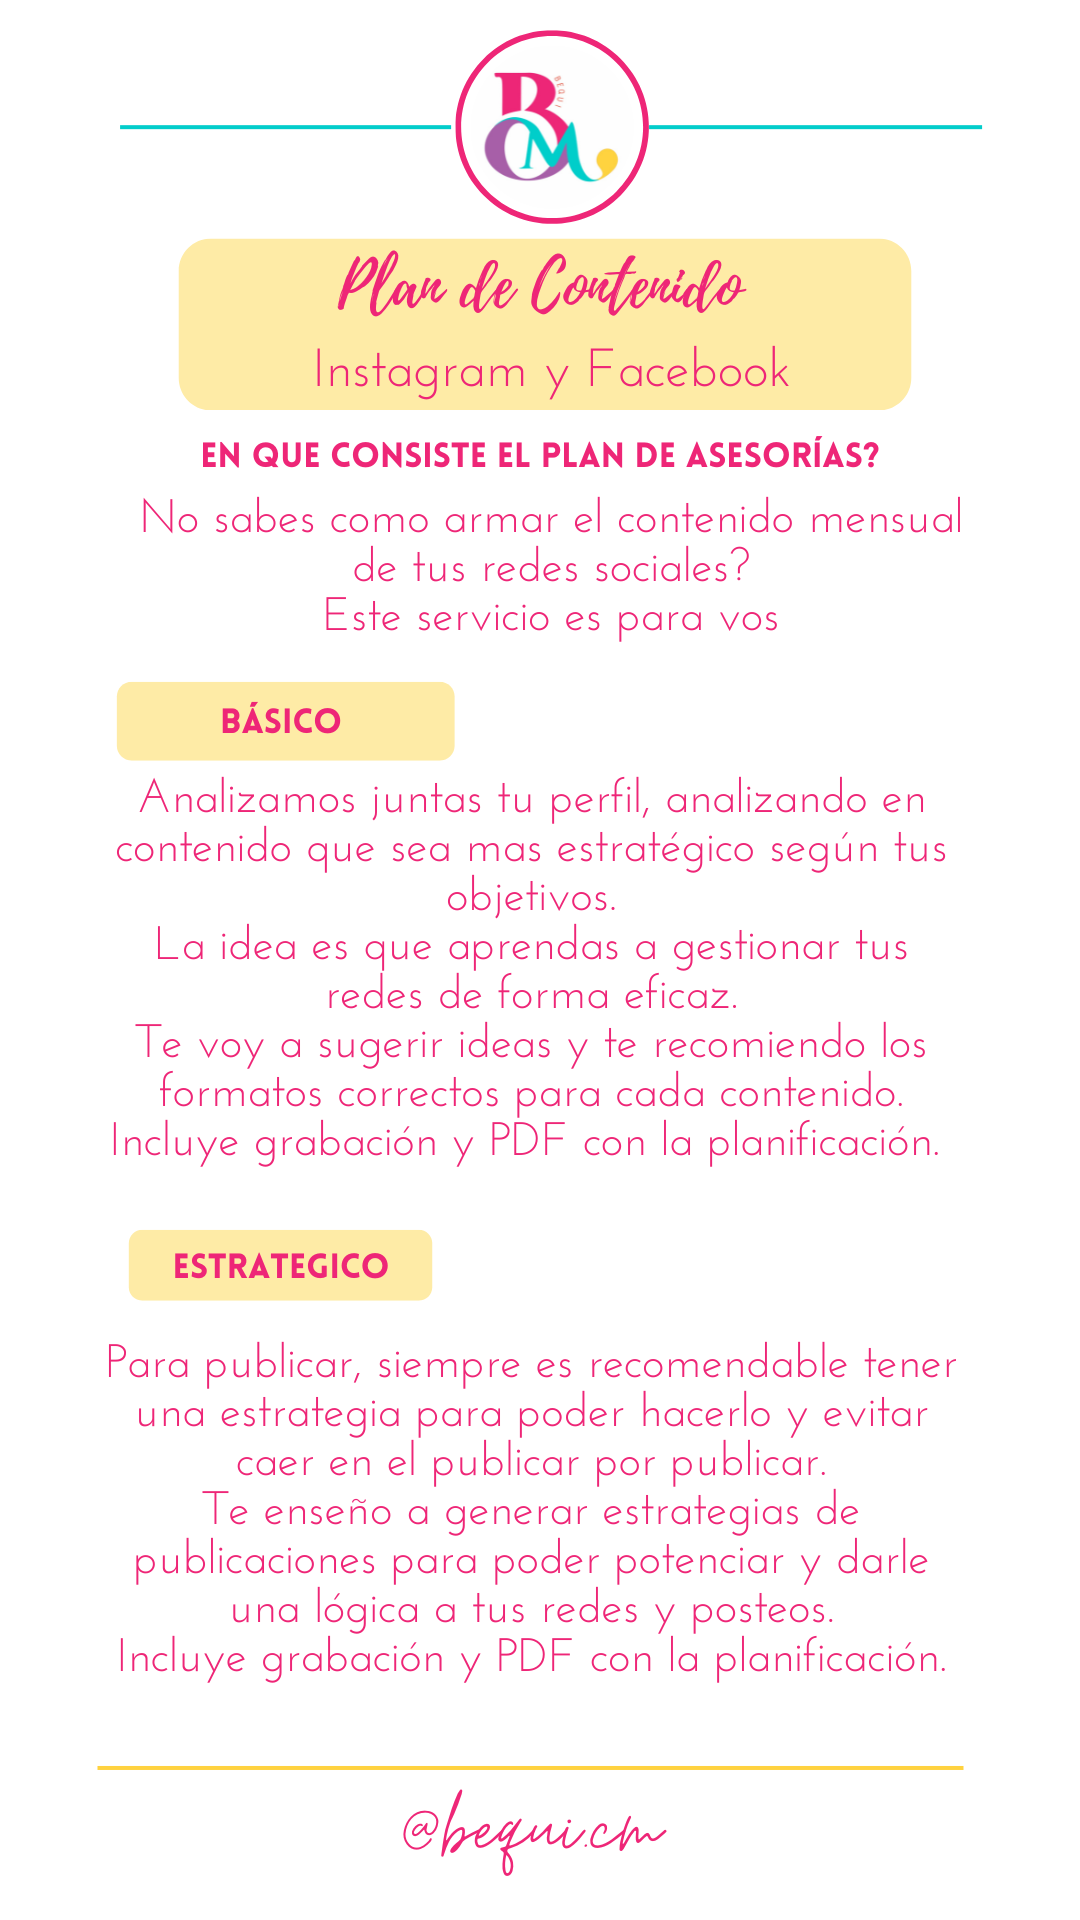 BCM
BEQUI
Plan de Contenido
Instagram y Facebook
EN QUE CONSISTE EL PLAN DE ASESORÍAS?
No sabes como armar el contenido mensual
de tus redes sociales?
Este servicio es para vos
BÁSICO
Analizamos juntas tu perfil, analizando en
contenido que sea mas estratégico según tus
objetivos.
La idea es que aprendas a gestionar tus
redes de forma eficaz.
Te voy a sugerir ideas y te recomiendo los
formatos correctos para cada contenido.
Incluye grabación y PDF con la planificación.
ESTRATEGICO
Para publicar, siempre es recomendable tener
una estrategia para poder hacerlo y evitar
caer en el publicar por publicar.
Te enseño a generar estrategias de
publicaciones para poder potenciar y darle
una lógica a tus redes y posteos.
Incluye grabación y PDF con la planificación.
@bequi.cm